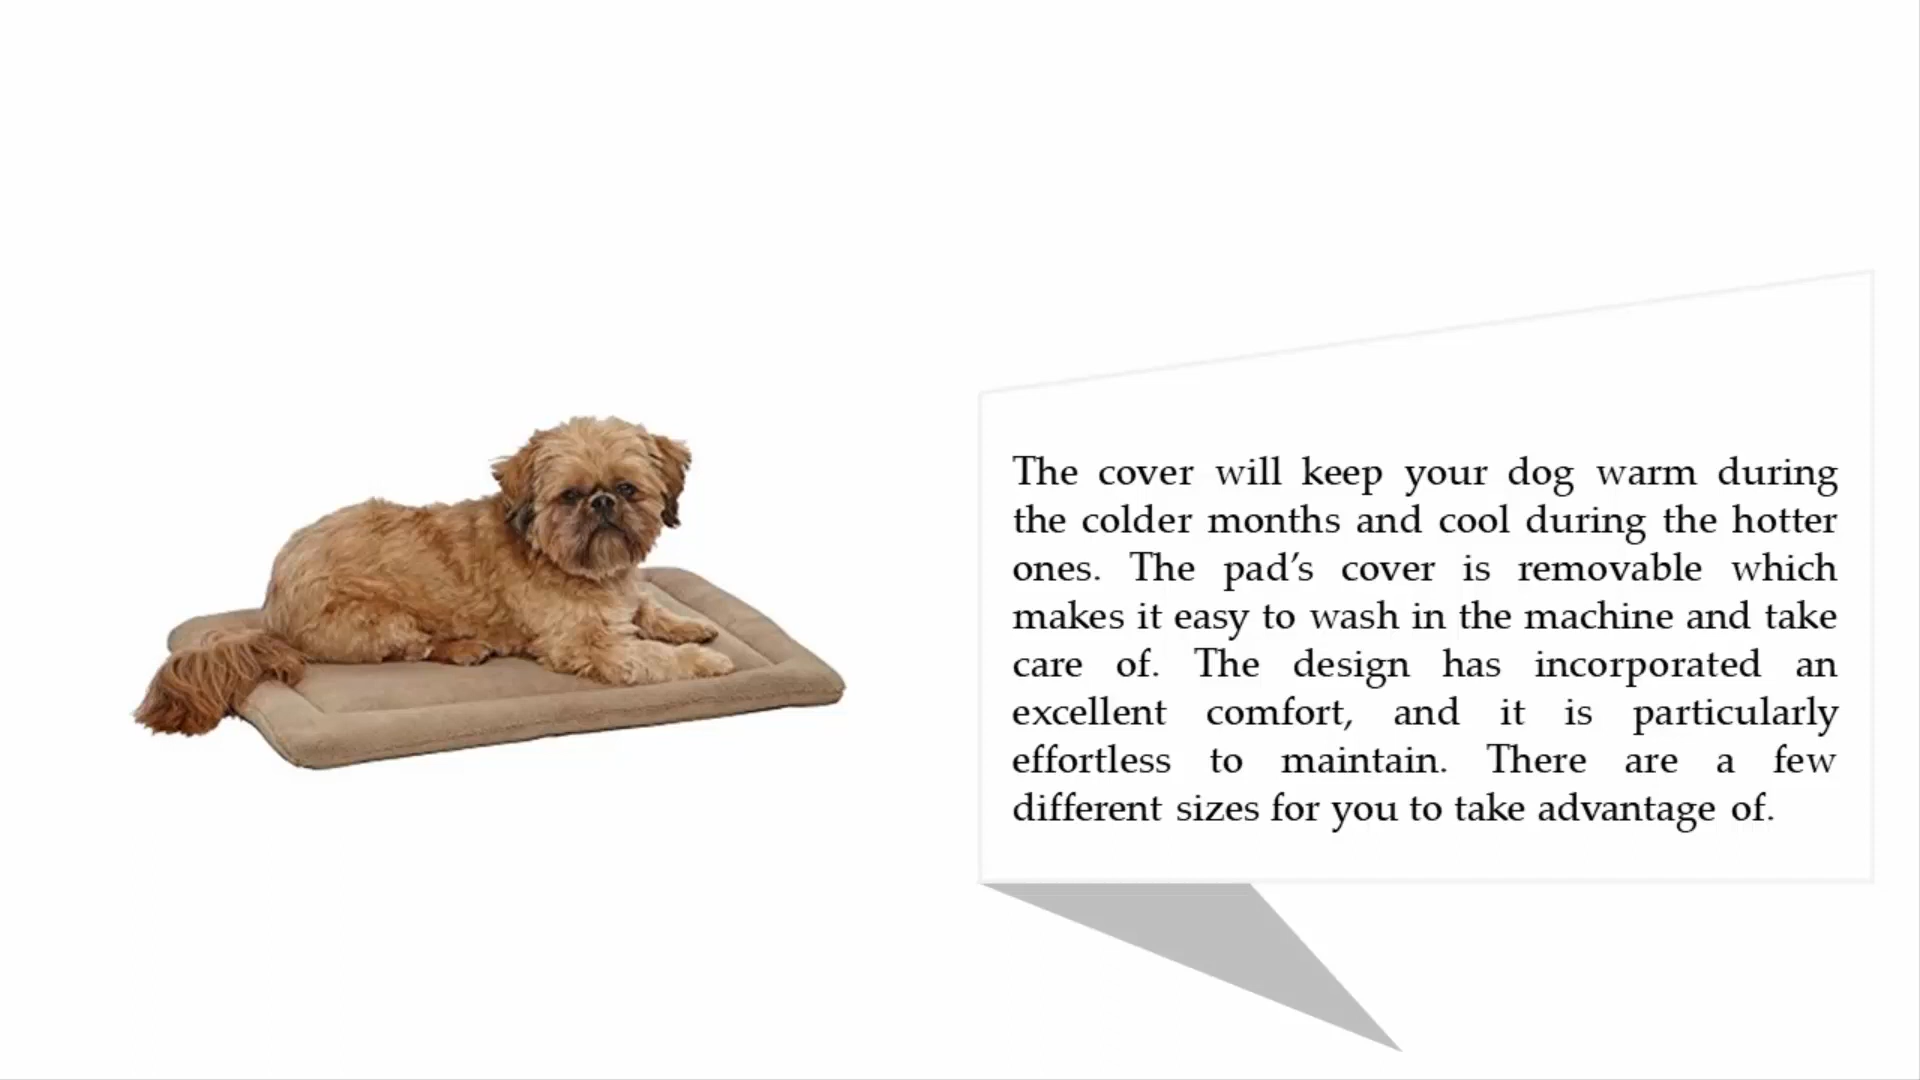 The cover will keep your dog warm during
the colder months and cool during the hotter
ones. The pad’s cover is removable which
makes it easy to wash in the machine and take
care of. The design has incorporated an
excellent comfort, and it is particularly
effortless to maintain. There are a few
different sizes for you to take advantage of.